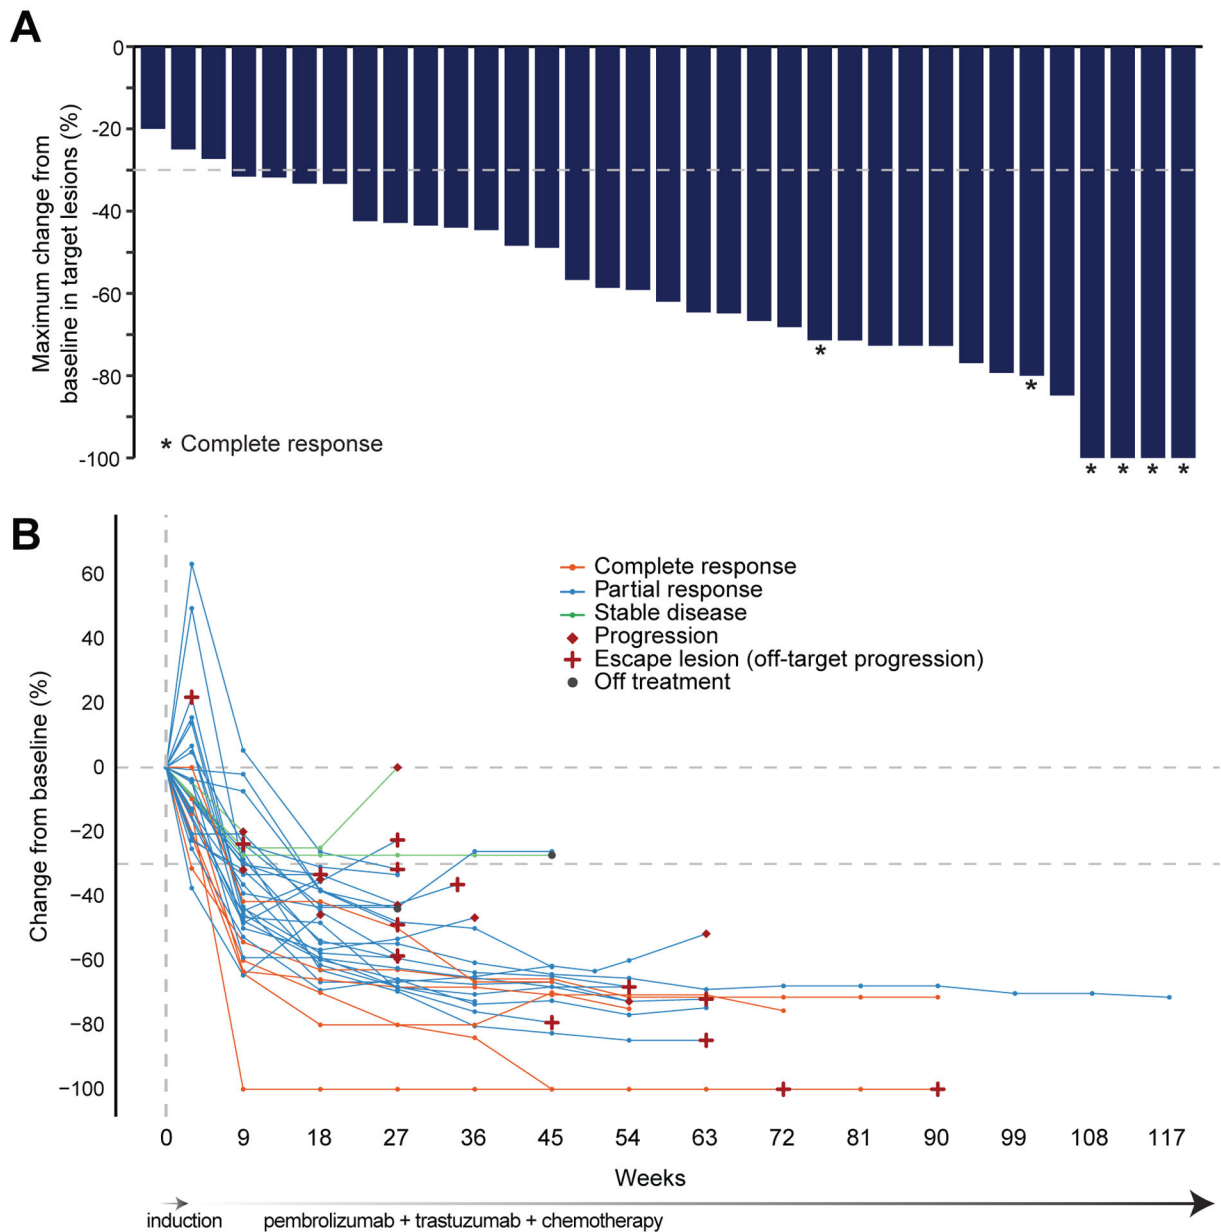 A
0
-20
-40
-60
-80
-100
Maximum change from
baseline in target lesions (%)
*
*
* Complete response
* * * *
B
60
40
20
0
−20
−40
−60
−80
−100
Change from baseline (%)
Complete response
Partial response
Stable disease
Progression
Escape lesion (off-target progression)
Off treatment
0 9 18 27 36 45 54 63 72 81 90 99 108 117
Weeks
induction pembrolizumab + trastuzumab + chemotherapy